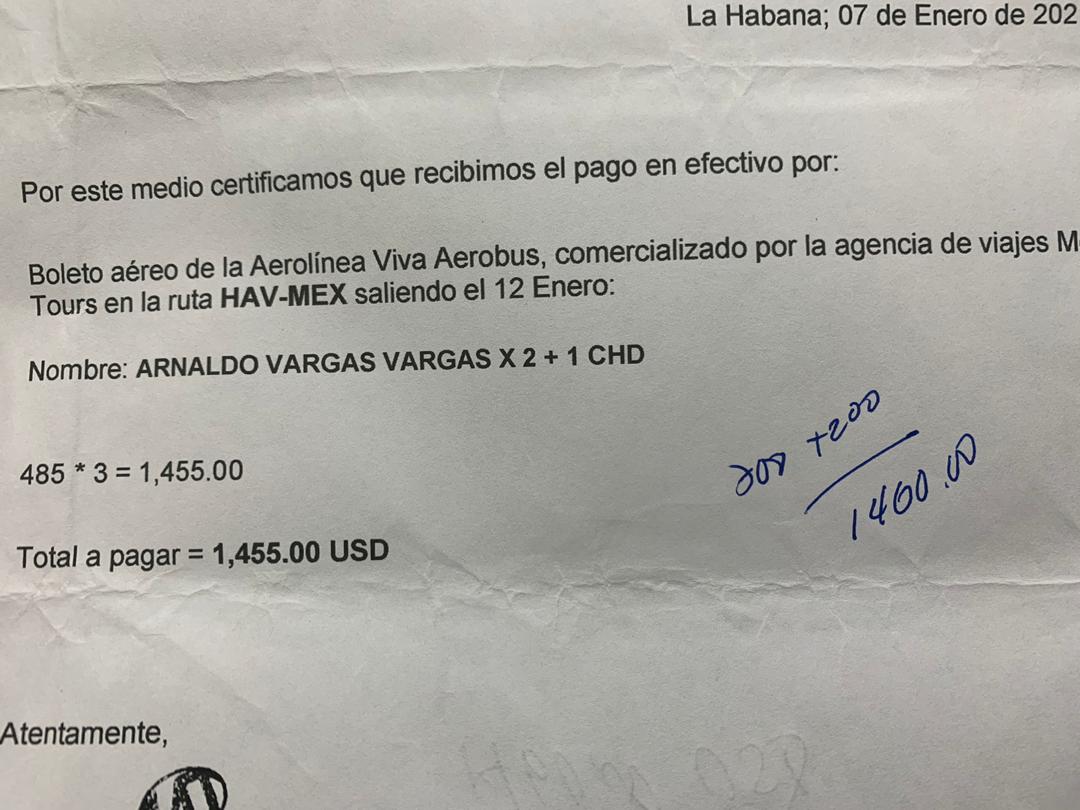 La Habana; 07 de Enero de 202
Por este medio certificamos que recibimos el pago en efectivo por:
Boleto aéreo de la Aerolínea Viva Aerobus, comercializado por la agencia de viajes M
Tours en la ruta HAV-MEX saliendo el 12 Enero:
Nombre: ARNALDO VARGAS VARGAS X 2 + 1 CHD
+200
1460.00
485 * 3 = 1,455.00
Total a pagar = 1,455.00 USD
Atentamente,